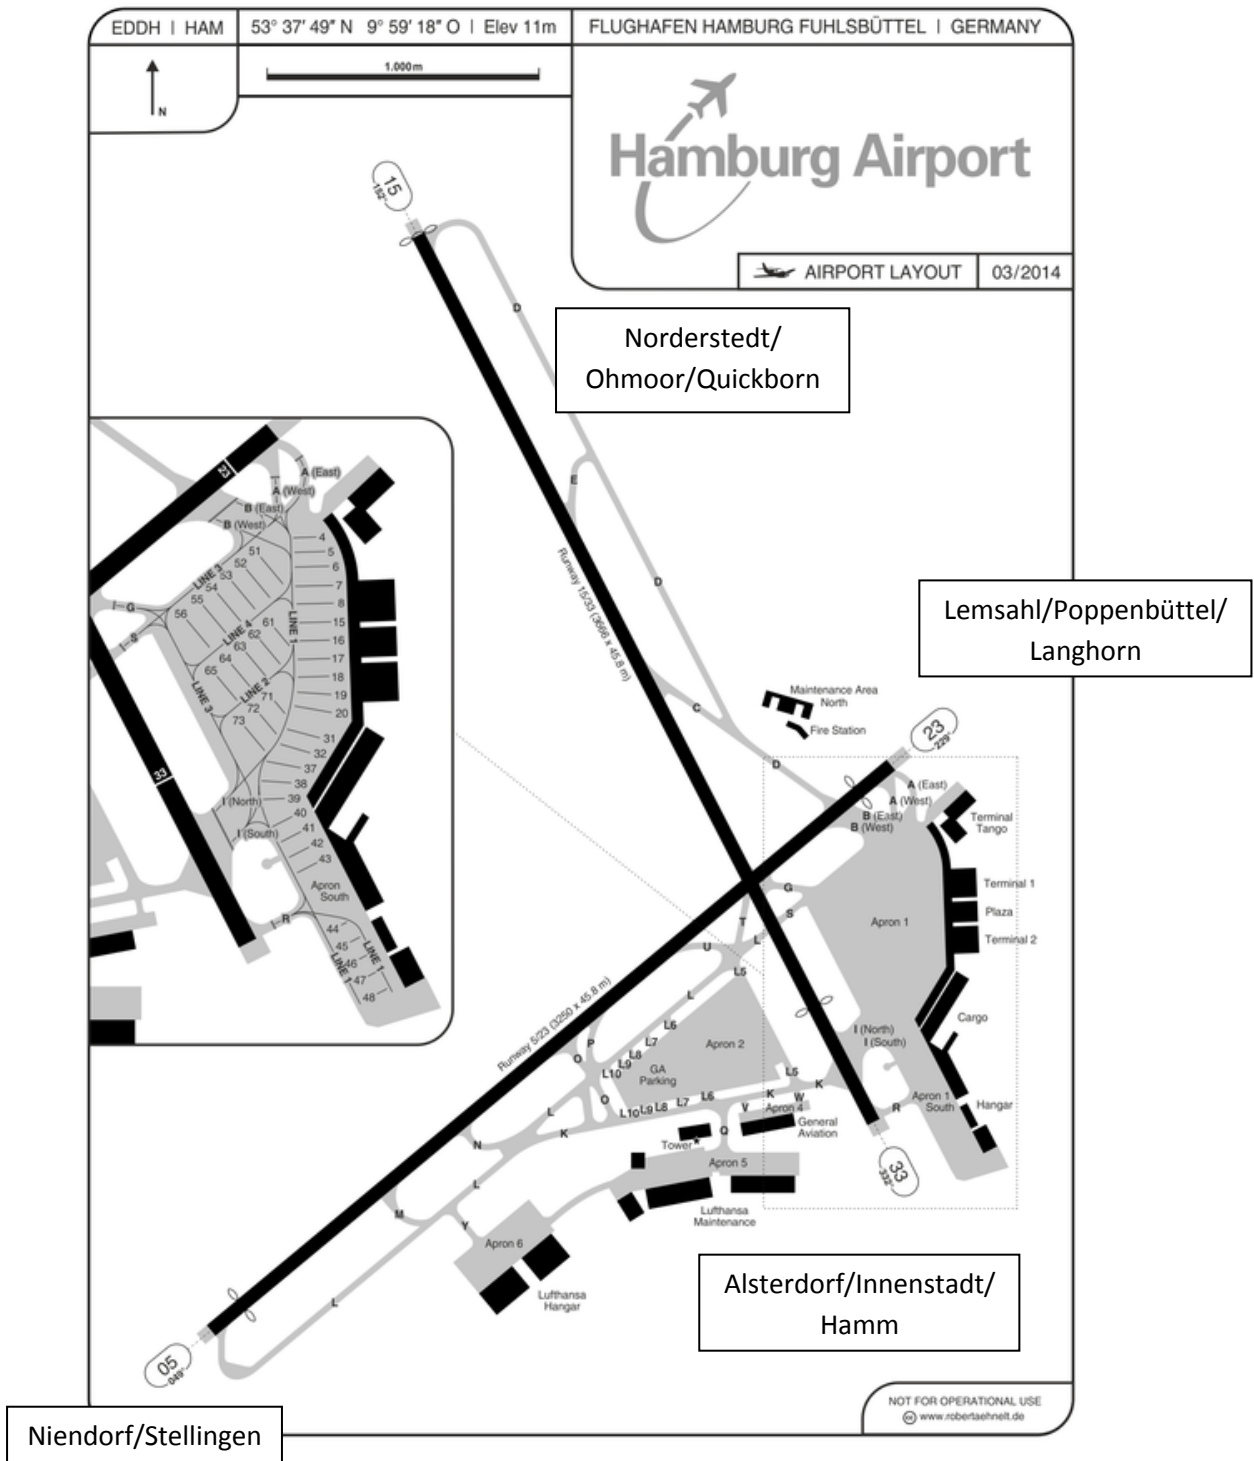 EDDH | HAM
53° 37′ 49″ N 9° 59′ 18″ O | Elev 11m
FLUGHAFEN HAMBURG FUHLSBÜTTEL | GERMANY
N
1.000m
Hamburg Airport
AIRPORT LAYOUT
03/2014
15
152°
D
Norderstedt/
Ohmoor/Quickborn
E
Runway 15/33 (3666 x 45.8 m)
D
Lemsahl/Poppenbüttel/
Langhorn
C
Maintenance Area
North
Fire Station
23
229°
D
A (East)
A (West)
B (East)
B (West)
Terminal
Tango
Terminal 1
Plaza
Terminal 2
G
S
T
L
U
Apron 1
L5
L
Runway 5/23 (3250 x 45.8 m)
L6
L7
L8
L9
L10
P
O
Apron 2
GA
Parking
I (North)
I (South)
Cargo
L5
K
K
W
L6
L7
L8
L9
L10
O
V
Apron 4
General
Aviation
R
Apron 1
South
Hangar
L
K
N
Q
Tower
Apron 5
33
332°
L
M
Y
Lufthansa
Maintenance
Apron 6
Lufthansa
Hangar
L
05
049°
Alsterdorf/Innenstadt/
Hamm
Niendorf/Stellingen
NOT FOR OPERATIONAL USE
cc www.robertaehnelt.de
23
A (East)
A (West)
B (East)
B (West)
4
5
6
7
8
15
16
17
18
19
20
31
32
37
38
39
40
41
42
43
51
52
53
54
55
56
LINE 3
LINE 4
61
62
63
64
65
LINE 1
LINE 2
71
72
73
LINE 3
G
S
33
I (North)
I (South)
Apron
South
R
44
45
46
47
48
LINE 1
LINE 1